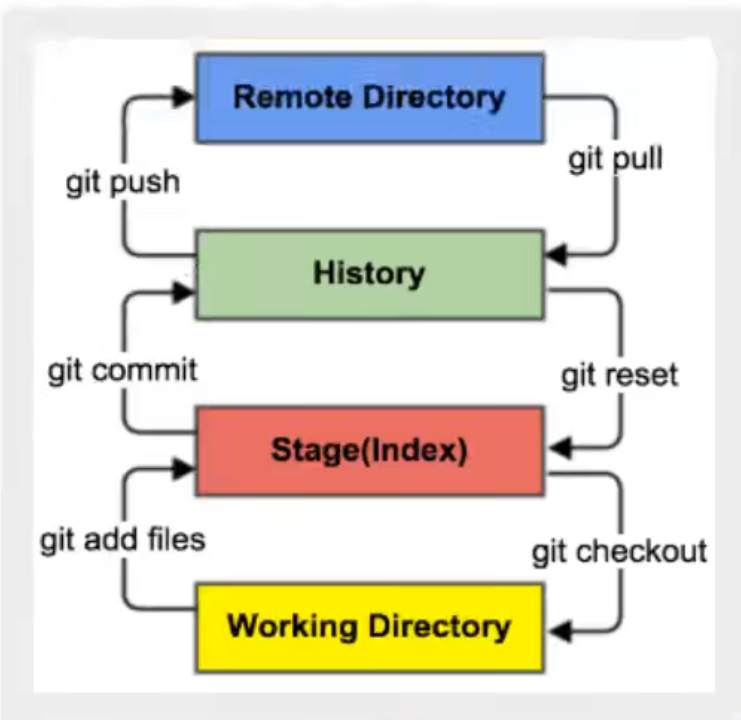 Remote Directory
git pull
git push
History
git commit
git reset
Stage(Index)
git add files
git checkout
Working Directory